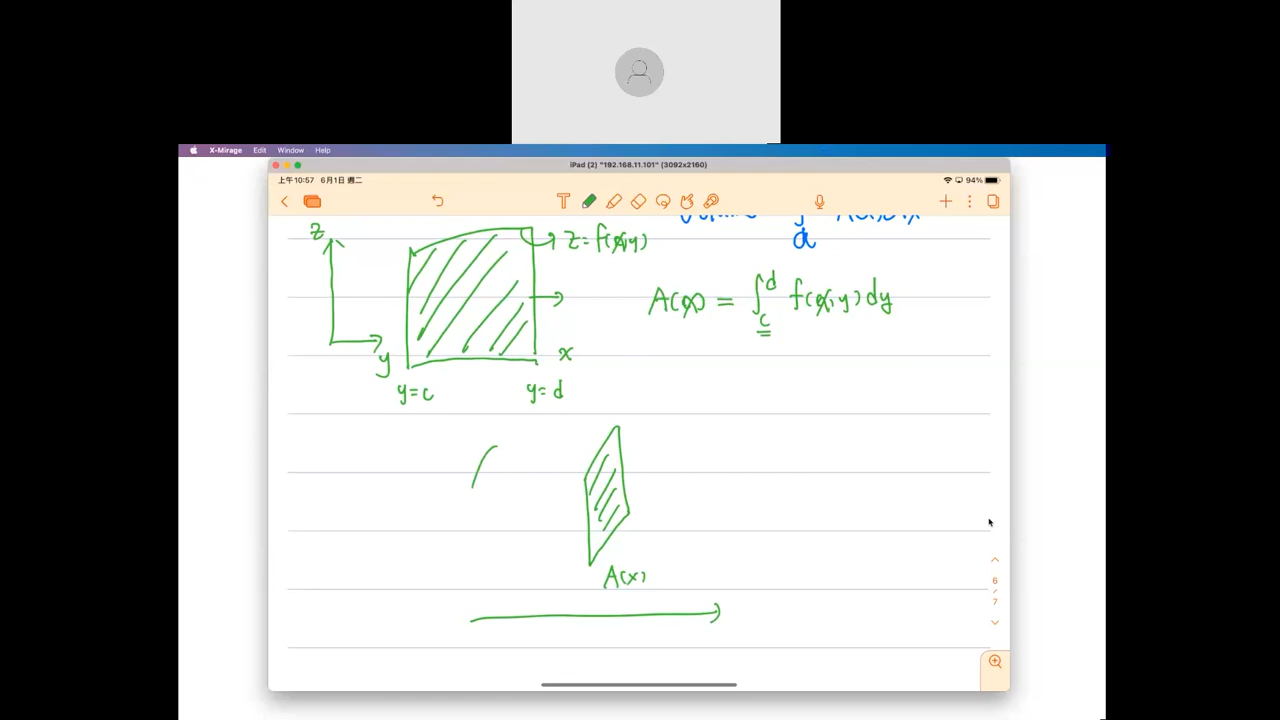 X-Mirage Edit Window Help
iPad (2) "192.168.11.101" (3092x2160)
上午10:57 6月1日 週二
94%
T
z
z=f(x,y)
a
A(x) = ∫_c^d f(x,y) dy
y
x
y=c
y=d
A(x)
6
/
7